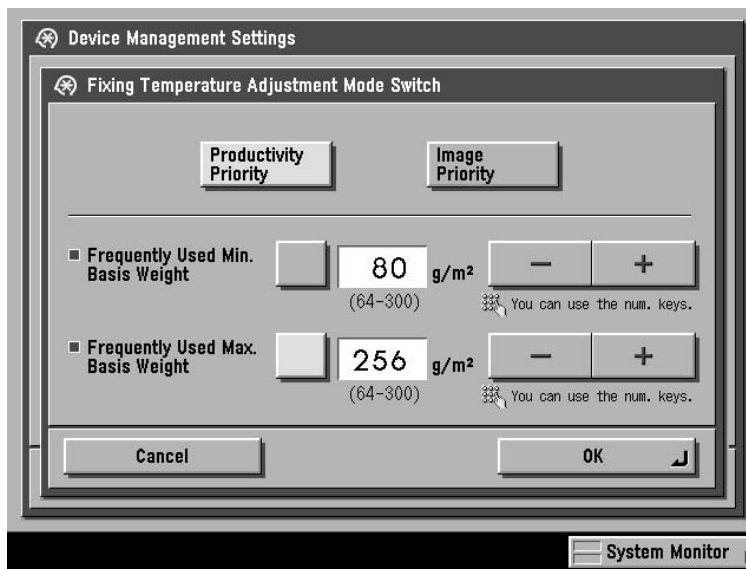 Device Management Settings
Fixing Temperature Adjustment Mode Switch
Productivity
Priority
Image
Priority
Frequently Used Min.
Basis Weight
80 g/m²
(64-300)
− +
You can use the num. keys.
Frequently Used Max.
Basis Weight
256 g/m²
(64-300)
− +
You can use the num. keys.
Cancel
OK
System Monitor